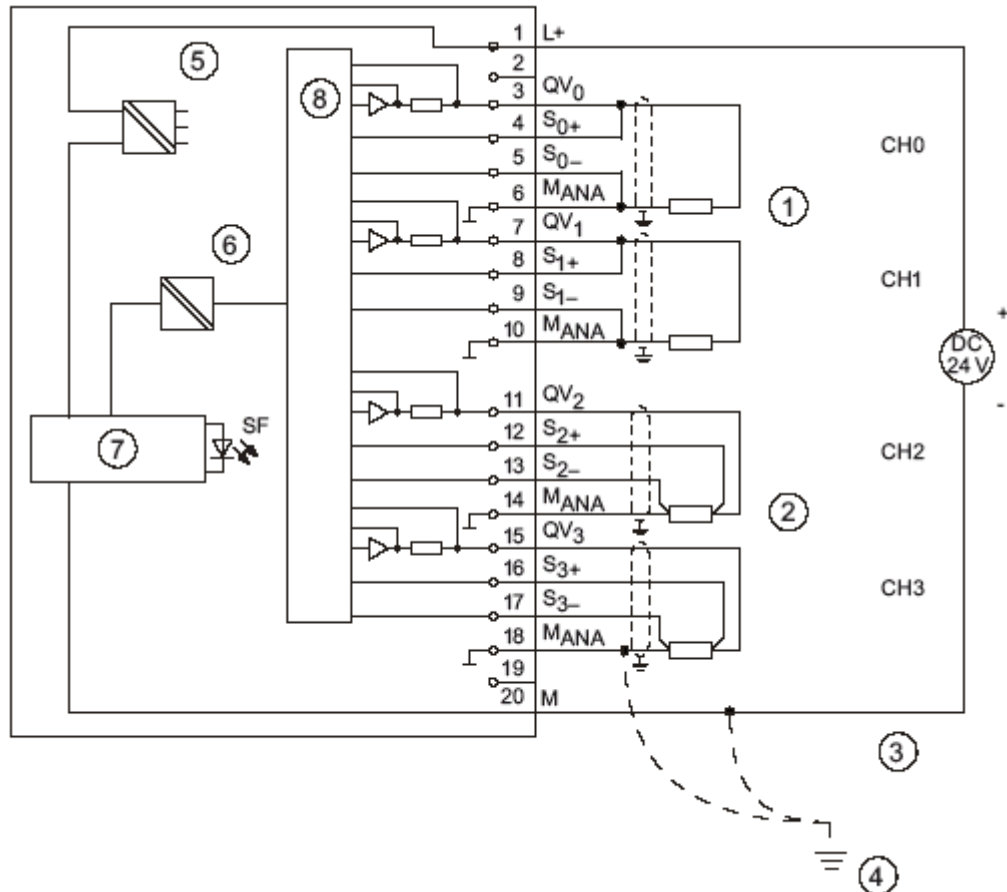 1 L+
2
3 QV0
4 S0+
5 S0–
6 MANA
7 QV1
8 S1+
9 S1–
10 MANA
11 QV2
12 S2+
13 S2–
14 MANA
15 QV3
16 S3+
17 S3–
18 MANA
19
20 M
5
8
6
7
SF
CH0
1
CH1
+
DC
24 V
-
CH2
2
CH3
3
4